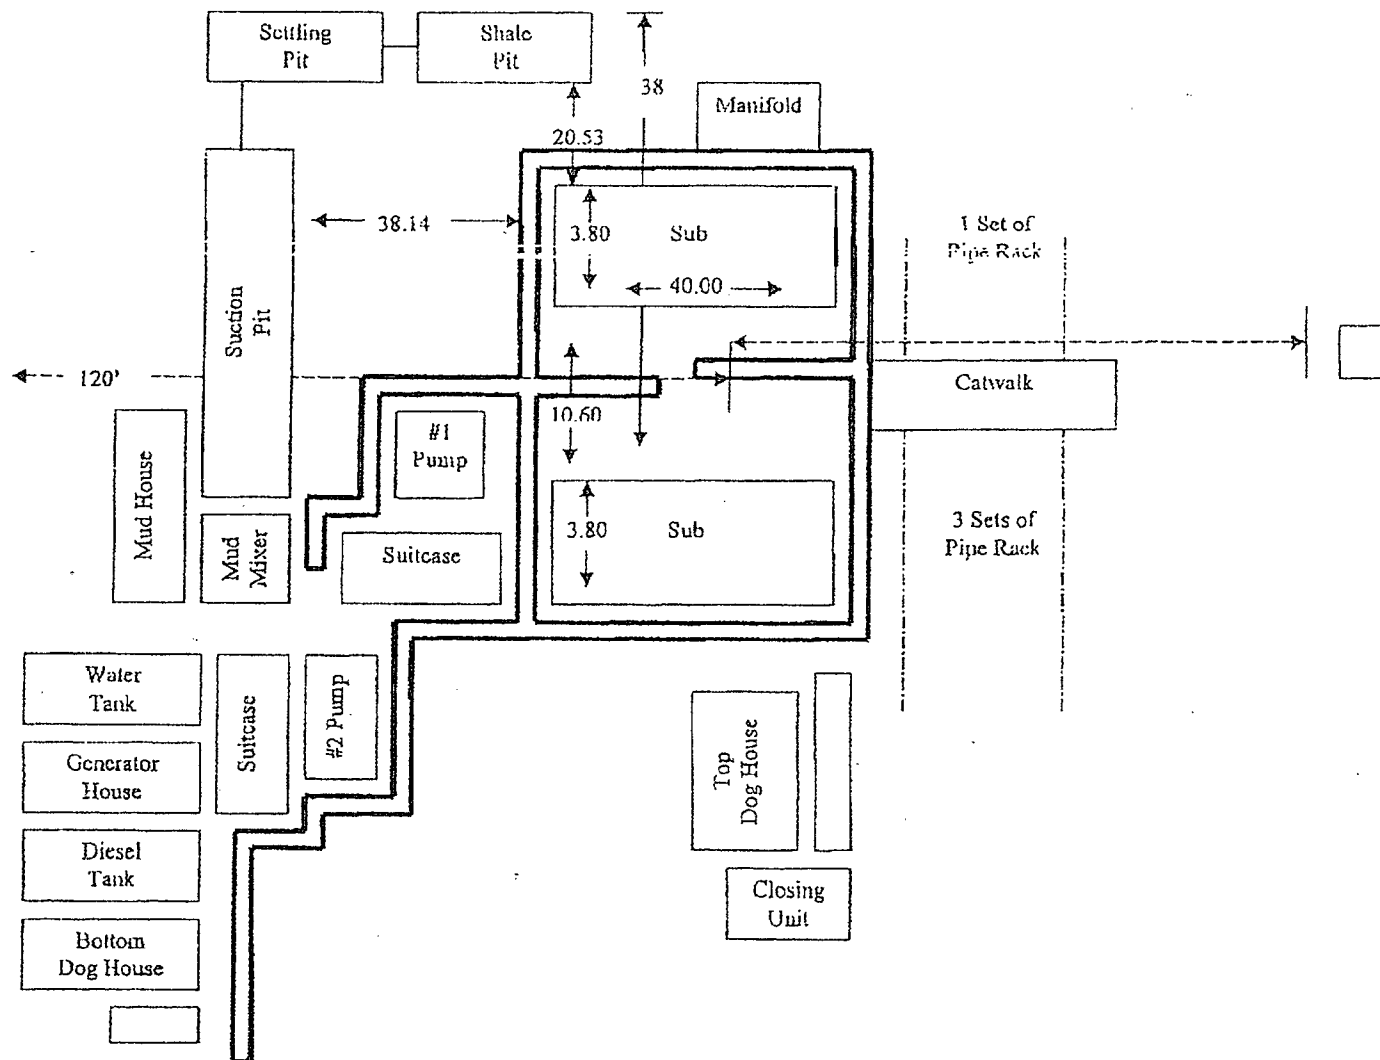 Settling
Pit
Shale
Pit
38
Manifold
20.53
38.14
3.80
Sub
1 Set of
Pipe Rack
40.00
Suction
Pit
120'
Catwalk
10.60
#1
Pump
Mud House
Mud
Mixer
Suitcase
3.80
Sub
3 Sets of
Pipe Rack
Water
Tank
Suitcase
#2 Pump
Generator
House
Top
Dog House
Diesel
Tank
Closing
Unit
Bottom
Dog House